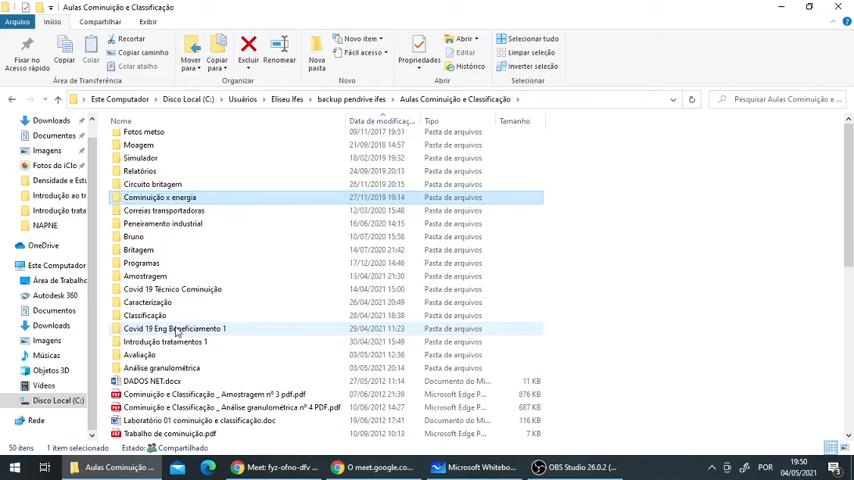 Aulas Cominuição e Classificação
Arquivo Início Compartilhar Exibir
Fixar no Acesso rápido
Copiar
Colar
Recortar
Copiar caminho
Colar atalho
Área de Transferência
Mover para
Copiar para
Excluir
Renomear
Organizar
Nova pasta
Novo item
Fácil acesso
Novo
Propriedades
Abrir
Editar
Histórico
Abrir
Selecionar tudo
Limpar seleção
Inverter seleção
Selecionar
Este Computador > Disco Local (C:) > Usuários > Eliseu Ifes > backup pendrive ifes > Aulas Cominuição e Classificação >
Pesquisar Aulas Cominuição e ...
Downloads
Documentos
Imagens
Fotos do iClo
Densidade e Estu
Introdução ao tr
Introdução trata
NAPNE
OneDrive
Este Computador
Área de Trabalho
Autodesk 360
Documentos
Downloads
Imagens
Músicas
Objetos 3D
Vídeos
Disco Local (C:)
Rede
Nome Data de modificaç... Tipo Tamanho
Fotos metso 09/11/2017 19:51 Pasta de arquivos
Moagem 21/09/2018 14:57 Pasta de arquivos
Simulador 18/02/2019 19:32 Pasta de arquivos
Relatórios 24/09/2019 20:13 Pasta de arquivos
Circuito britagem 26/11/2019 20:15 Pasta de arquivos
Cominuição x energia 27/11/2019 19:14 Pasta de arquivos
Correias transportadoras 12/03/2020 15:48 Pasta de arquivos
Peneiramento industrial 16/06/2020 14:15 Pasta de arquivos
Bruno 10/07/2020 15:58 Pasta de arquivos
Britagem 14/07/2020 21:42 Pasta de arquivos
Programas 17/12/2020 14:46 Pasta de arquivos
Amostragem 13/04/2021 21:30 Pasta de arquivos
Covid 19 Técnico Cominuição 14/04/2021 15:00 Pasta de arquivos
Caracterização 26/04/2021 20:49 Pasta de arquivos
Classificação 28/04/2021 18:38 Pasta de arquivos
Covid 19 Eng Beneficiamento 1 29/04/2021 11:23 Pasta de arquivos
Introdução tratamentos 1 30/04/2021 15:49 Pasta de arquivos
Avaliação 03/05/2021 12:36 Pasta de arquivos
Análise granulométrica 03/05/2021 19:42 Pasta de arquivos
DADOS NET.docx 27/05/2012 11:14 Documento do Mi... 11 KB
Cominuição e Classificação _ Amostragem nº 3 pdf.pdf 07/06/2012 21:39 Microsoft Edge P... 876 KB
Cominuição e Classificação _ Análise granulométrica nº 4 PDF.pdf 10/06/2012 14:27 Microsoft Edge P... 687 KB
Laboratório 01 cominuição e classificação.doc 19/06/2012 17:41 Documento do Mi... 116 KB
Trabalho de cominuição.pdf 10/09/2012 10:13 Microsoft Edge P... 7 KB
50 itens 1 item selecionado Estado: Compartilhado
Aulas Cominuição ...
Meet: fyz-ofno-dfv ...
O meet.google.co...
Microsoft Whitebo...
OBS Studio 26.0.2 (...
POR
19:50
04/05/2021
3